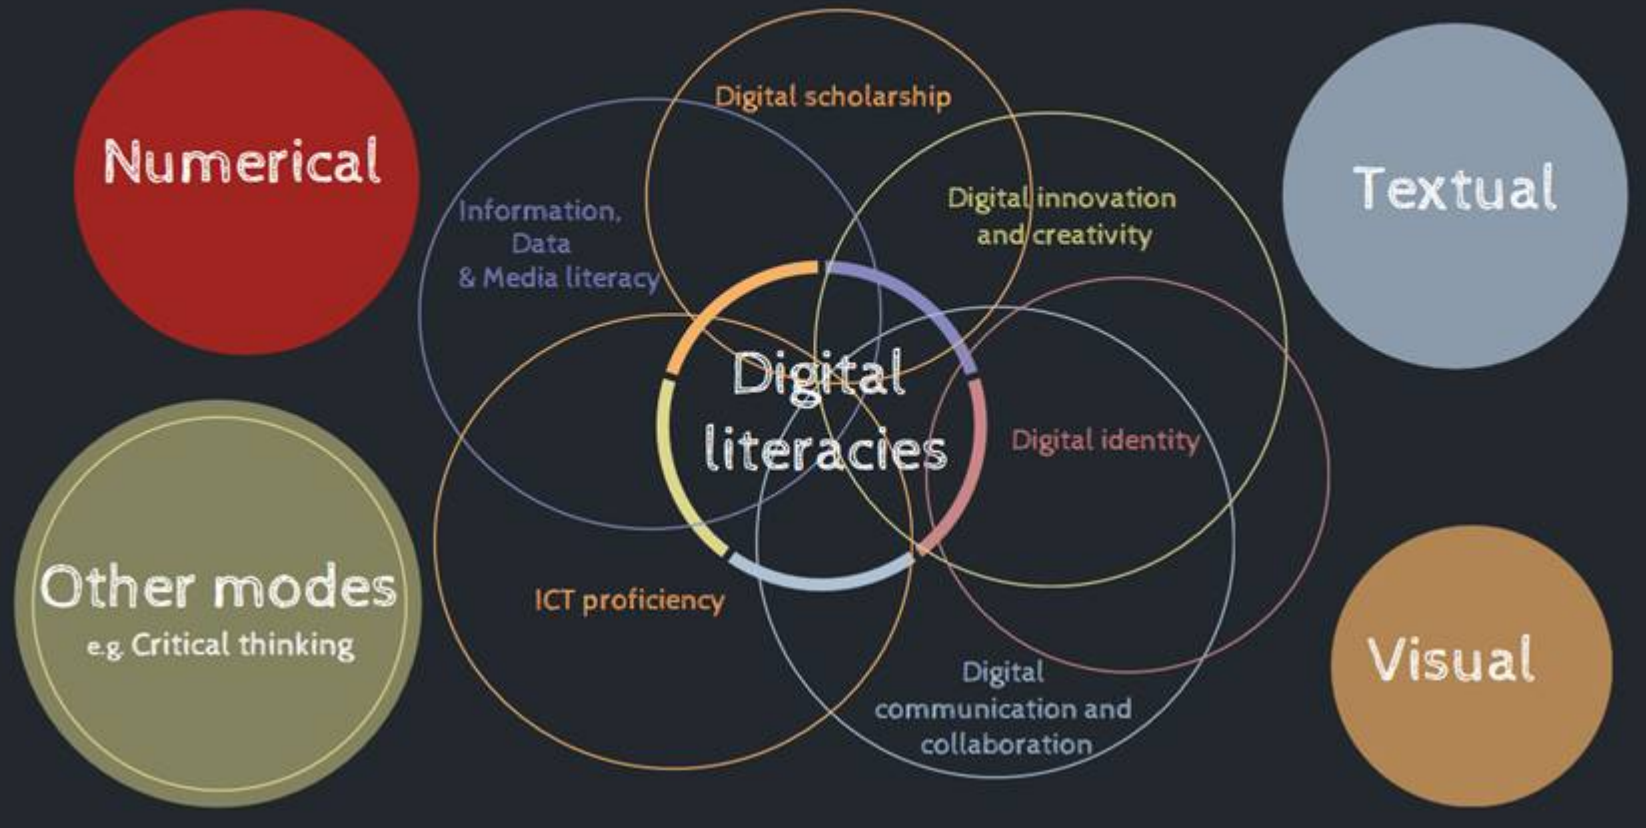 Numerical
Digital scholarship
Textual
Information,
Data
& Media literacy
Digital innovation
and creativity
Digital
literacies
Digital identity
Other modes
e.g. Critical thinking
ICT proficiency
Digital
communication and
collaboration
Visual